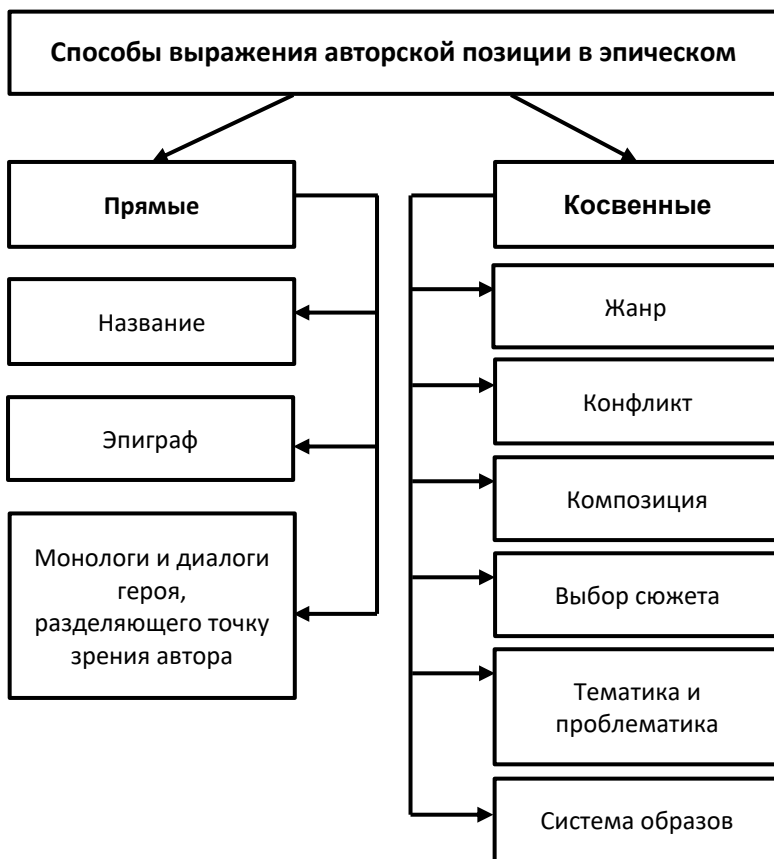 Способы выражения авторской позиции в эпическом
Прямые
Название
Эпиграф
Монологи и диалоги
героя,
разделяющего точку
зрения автора
Косвенные
Жанр
Конфликт
Композиция
Выбор сюжета
Тематика и
проблематика
Система образов